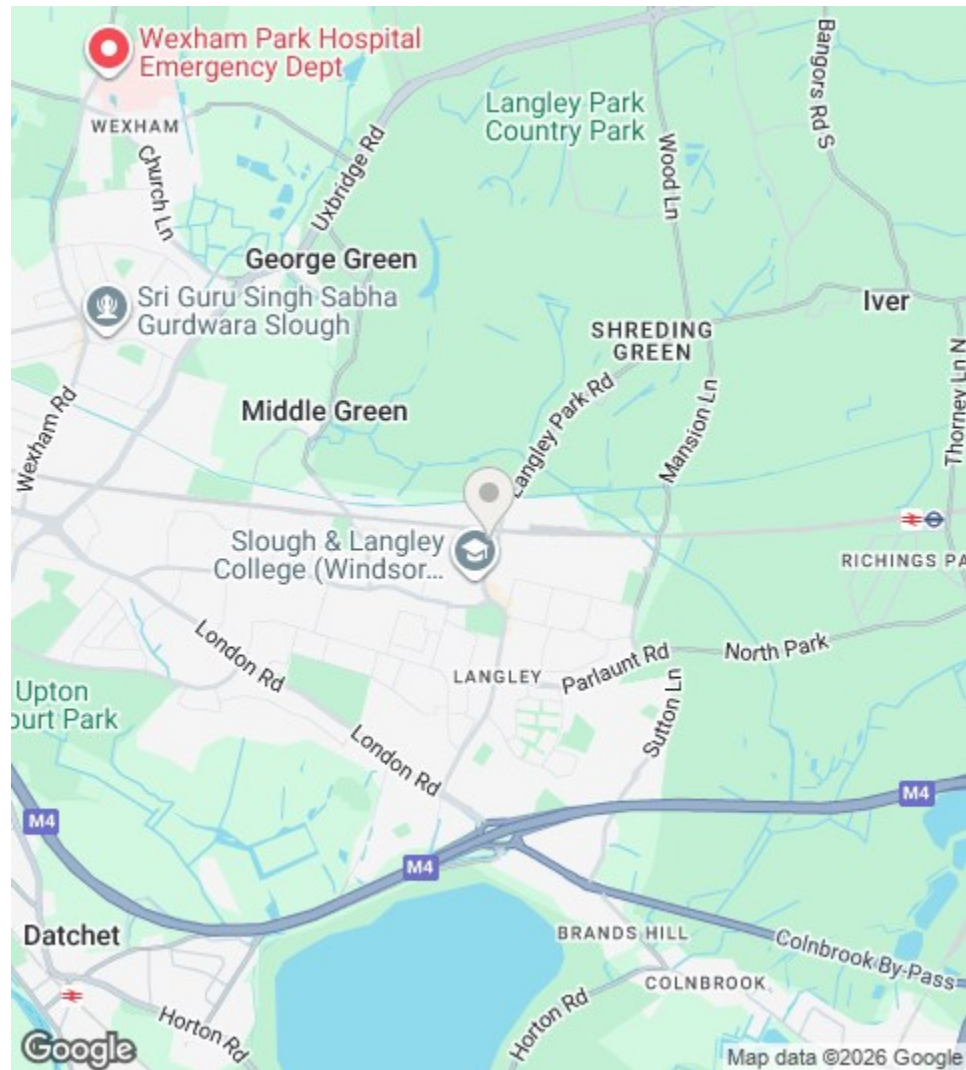 Wexham Park Hospital
Emergency Dept
WEXHAM
Church Ln
Uxbridge Rd
Langley Park
Country Park
Wood Ln
Bangors Rd S
George Green
Sri Guru Singh Sabha
Gurdwara Slough
SHREDING
GREEN
Iver
Thorney Ln N
Wexham Rd
Middle Green
Langley Park Rd
Mansion Ln
Slough & Langley
College (Windsor...
RICHINGS PA
London Rd
LANGLEY
Parlaunt Rd
North Park
Sutton Ln
Upton
ourt Park
London Rd
M4
M4
M4
Datchet
BRANDS HILL
Colnbrook By-Pass
COLNBROOK
Horton Rd
Horton Rd
Google
Map data ©2026 Google